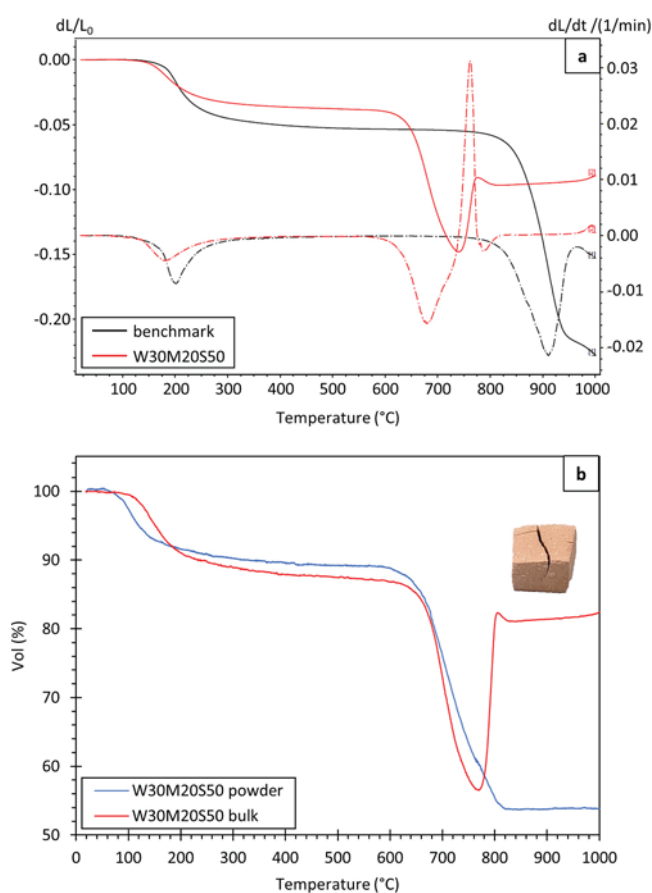 dL/L0
dL/dt /(1/min)
a
0.00
-0.05
-0.10
-0.15
-0.20
0.03
0.02
0.01
0.00
-0.01
-0.02
benchmark
W30M20S50
100 200 300 400 500 600 700 800 900 1000
Temperature (°C)
b
100
90
80
70
60
50
Vol (%)
W30M20S50 powder
W30M20S50 bulk
0 100 200 300 400 500 600 700 800 900 1000
Temperature (°C)